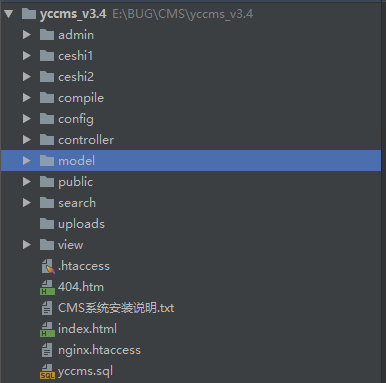 yccms_v3.4 E:\BUG\CMS\yccms_v3.4
admin
ceshi1
ceshi2
compile
config
controller
model
public
search
uploads
view
.htaccess
404.htm
CMS系统安装说明.txt
index.html
nginx.htaccess
yccms.sql